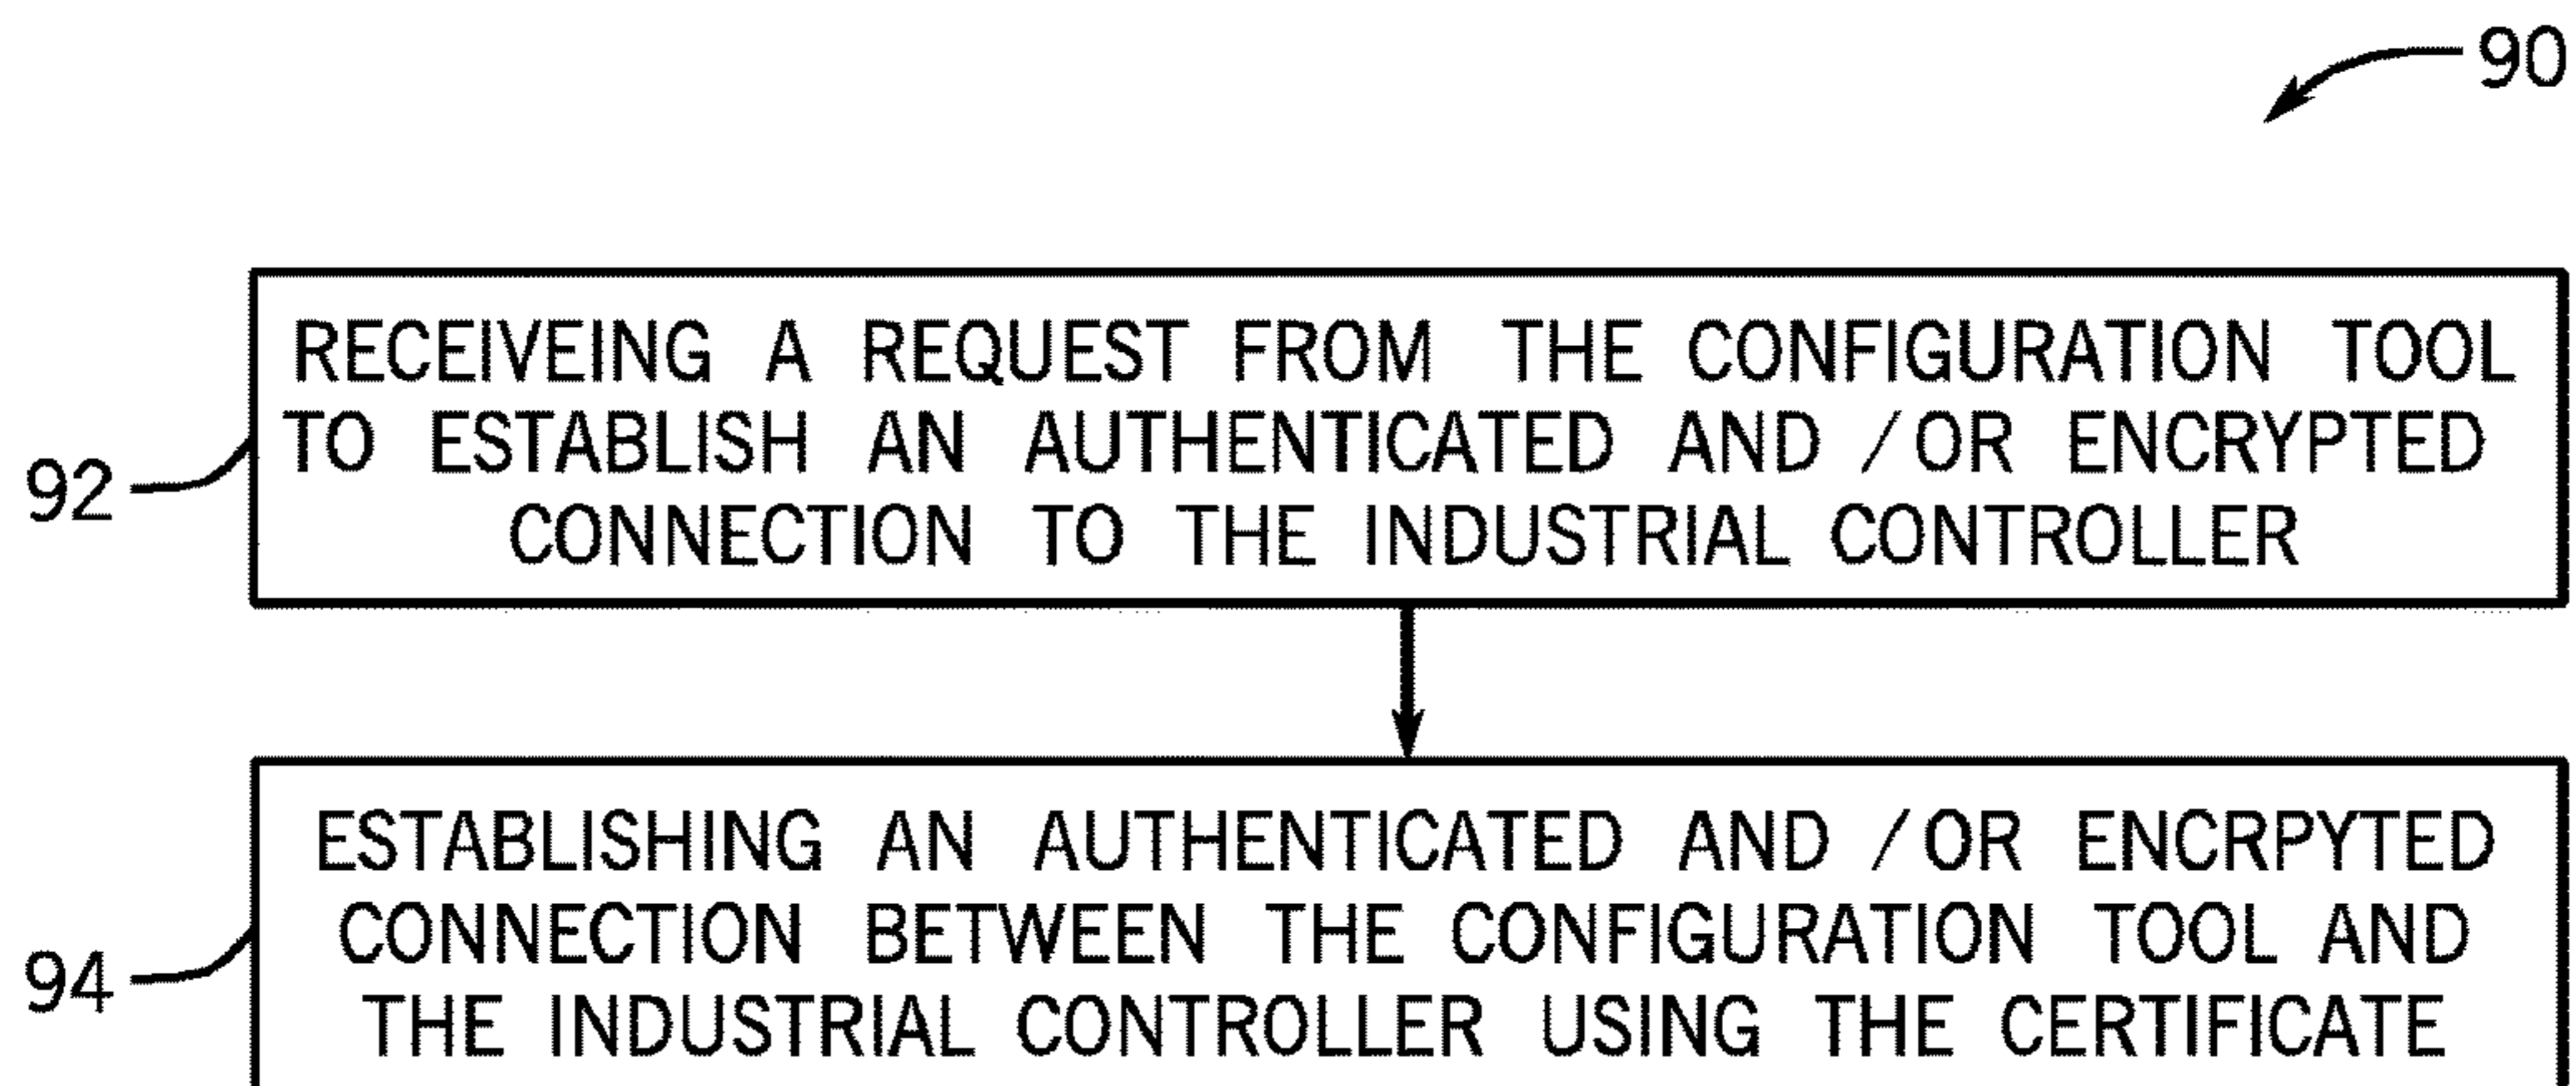 90
RECEIVEING A REQUEST FROM THE CONFIGURATION TOOL
TO ESTABLISH AN AUTHENTICATED AND /OR ENCRYPTED
CONNECTION TO THE INDUSTRIAL CONTROLLER
92
ESTABLISHING AN AUTHENTICATED AND /OR ENCRPYTED
CONNECTION BETWEEN THE CONFIGURATION TOOL AND
THE INDUSTRIAL CONTROLLER USING THE CERTIFICATE
94